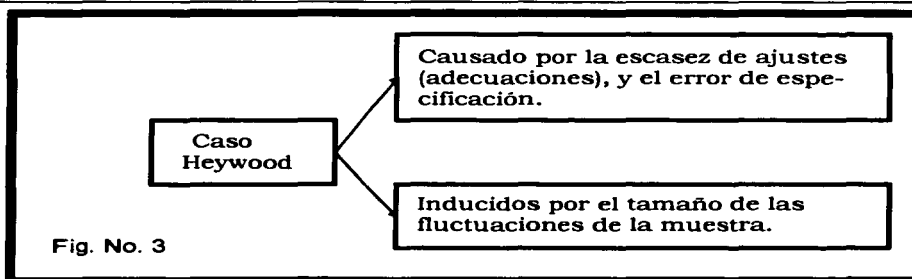 Causado por la escasez de ajustes
(adecuaciones), y el error de espe-
cificación.
Caso
Heywood
Inducidos por el tamaño de las
fluctuaciones de la muestra.
Fig. No. 3